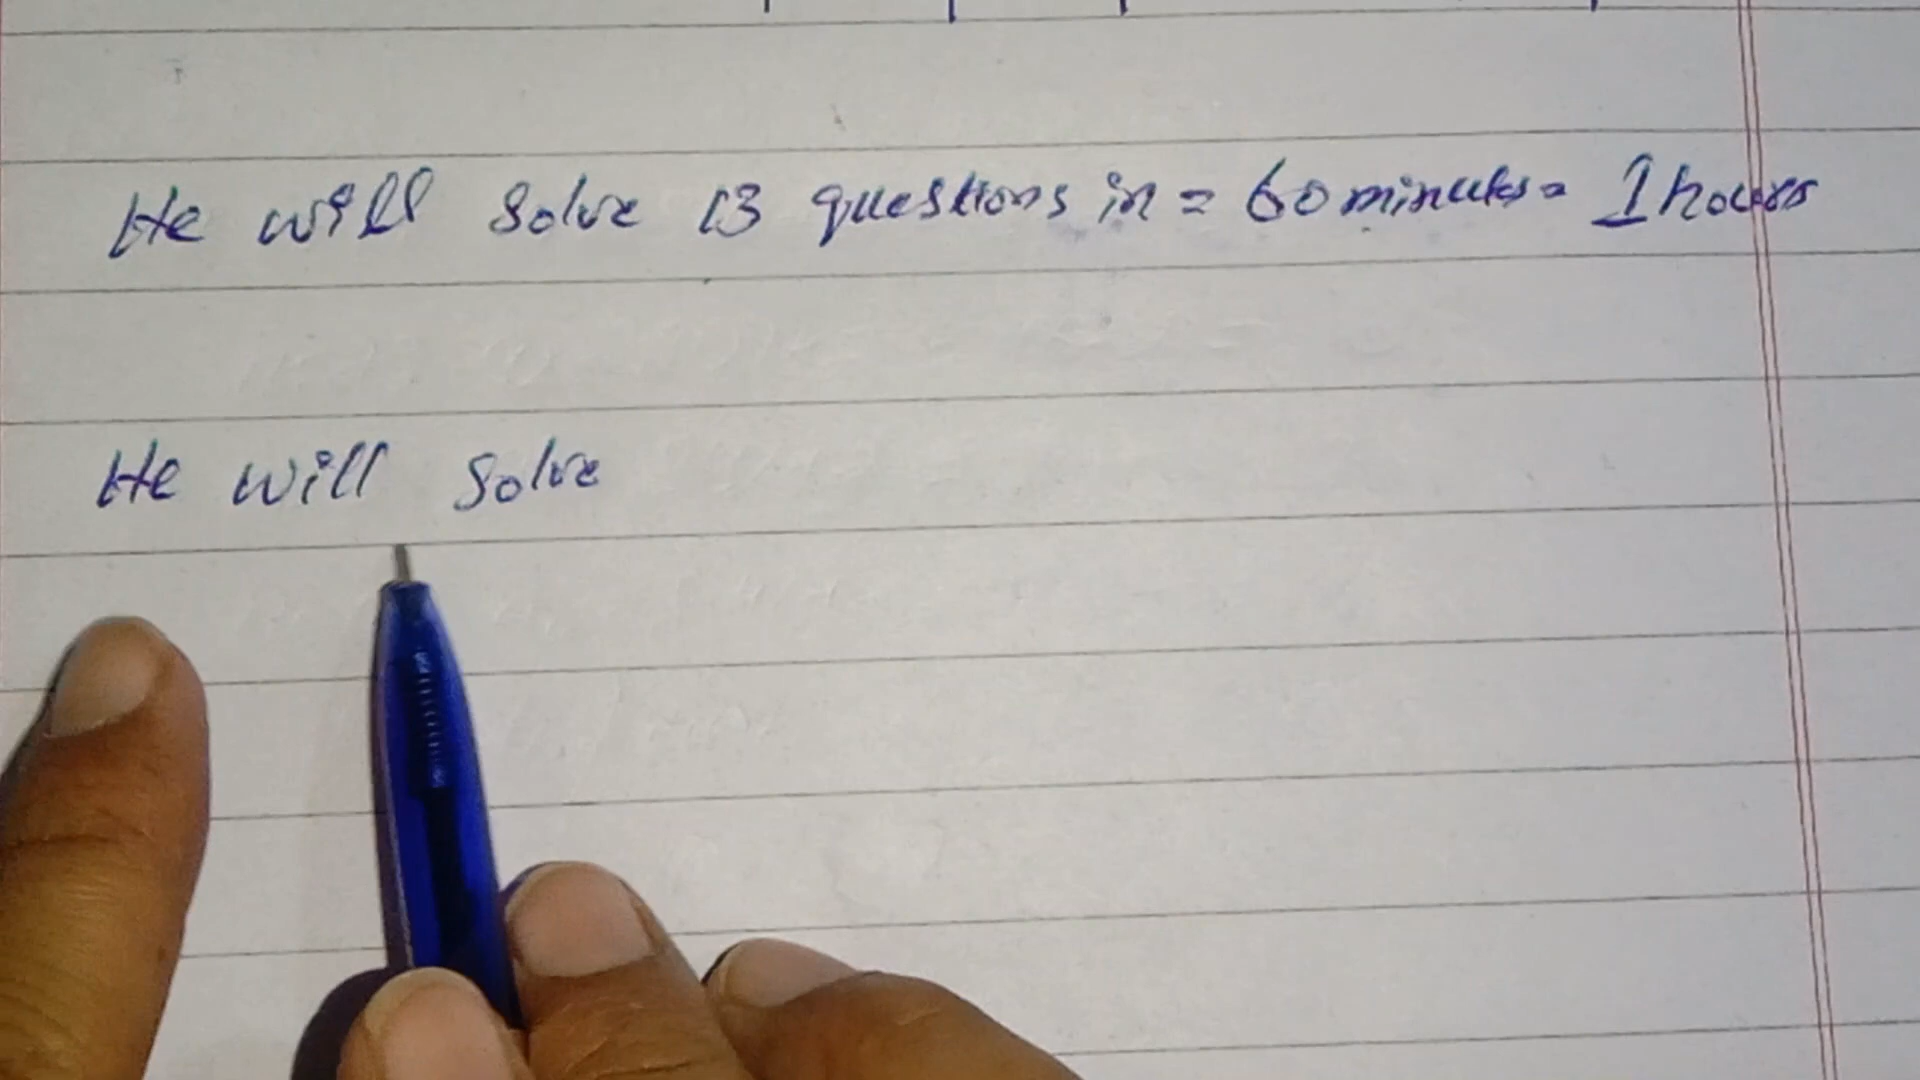 He will solve 13 questions in = 60 minutes = 1 hours
He will solve